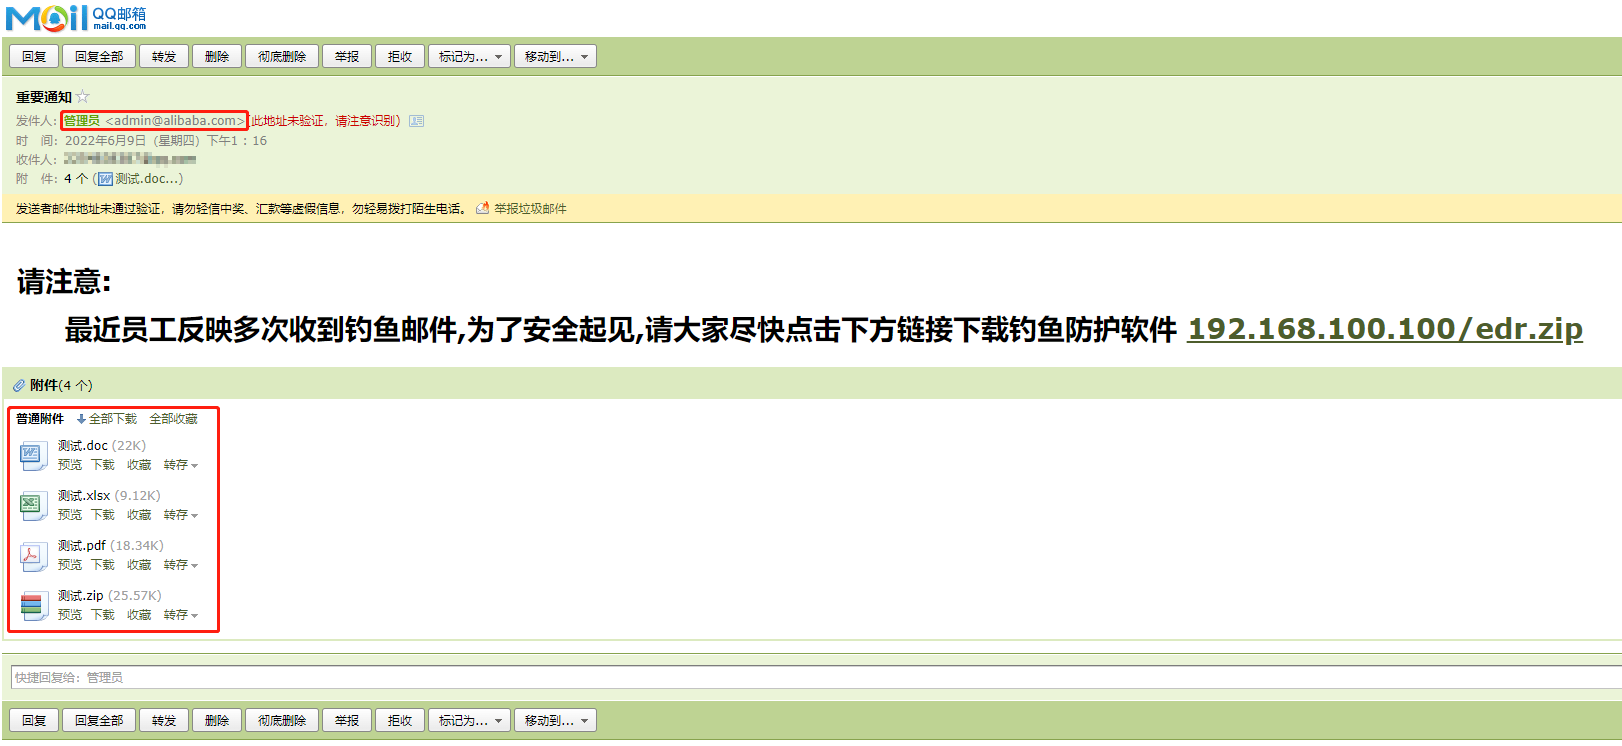 Mail QQ邮箱
mail.qq.com
回复 回复全部 转发 删除 彻底删除 举报 拒收 标记为... 移动到...
重要通知
发件人：管理员 <admin@alibaba.com>此地址未验证，请注意识别）
时 间：2022年6月9日（星期四）下午1：16
收件人：
附 件：4 个（测试.doc...）
发送者邮件地址未通过验证，请勿轻信中奖、汇款等虚假信息，勿轻易拨打陌生电话。 举报垃圾邮件
请注意:
最近员工反映多次收到钓鱼邮件,为了安全起见,请大家尽快点击下方链接下载钓鱼防护软件 192.168.100.100/edr.zip
附件(4 个)
普通附件 全部下载 全部收藏
测试.doc (22K)
预览 下载 收藏 转存
测试.xlsx (9.12K)
预览 下载 收藏 转存
测试.pdf (18.34K)
预览 下载 收藏 转存
测试.zip (25.57K)
预览 下载 收藏 转存
快捷回复给：管理员
回复 回复全部 转发 删除 彻底删除 举报 拒收 标记为... 移动到...